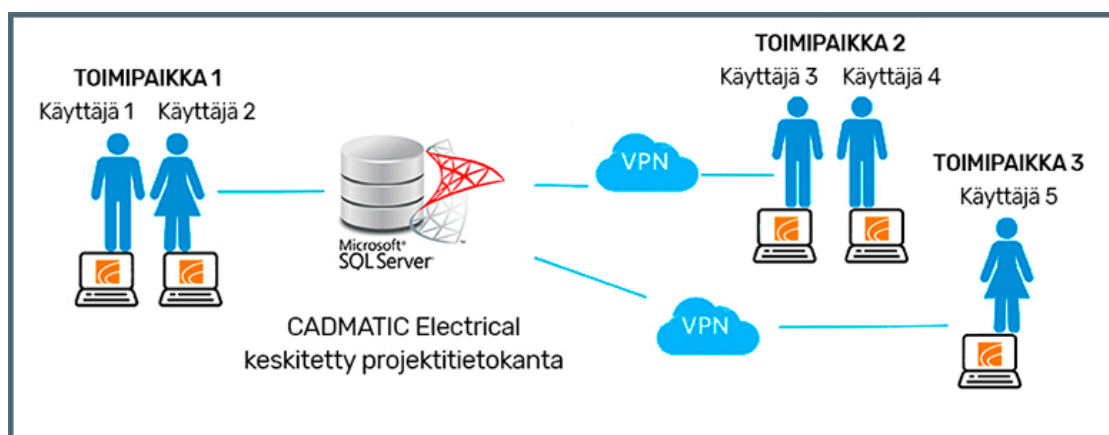 TOIMIPAIKKA 1
Käyttäjä 1
Käyttäjä 2
Microsoft®
SQL Server®
CADMATIC Electrical
keskitetty projektitietokanta
VPN
VPN
TOIMIPAIKKA 2
Käyttäjä 3
Käyttäjä 4
TOIMIPAIKKA 3
Käyttäjä 5